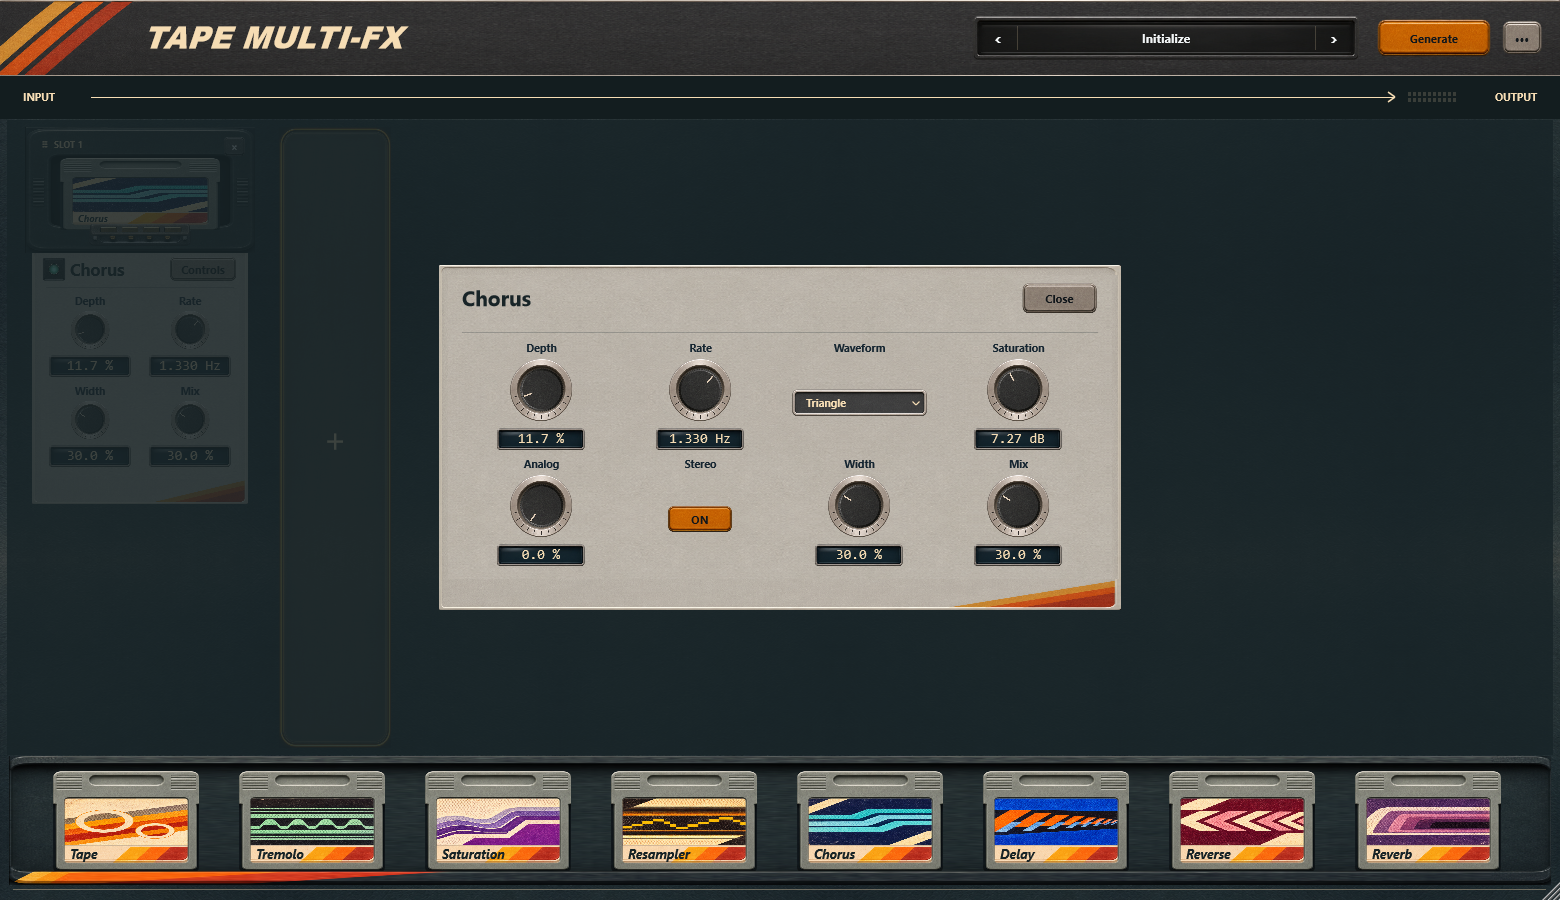 TAPE MULTI-FX
Initialize
Generate
...
INPUT
OUTPUT
SLOT 1
Chorus
Chorus
Controls
Depth
Rate
11.7 %
1.330 Hz
Width
Mix
30.0 %
30.0 %
Chorus
Close
Depth
Rate
Waveform
Saturation
Triangle
11.7 %
1.330 Hz
7.27 dB
Analog
Stereo
Width
Mix
ON
0.0 %
30.0 %
30.0 %
Tape
Tremolo
Saturation
Resampler
Chorus
Delay
Reverse
Reverb